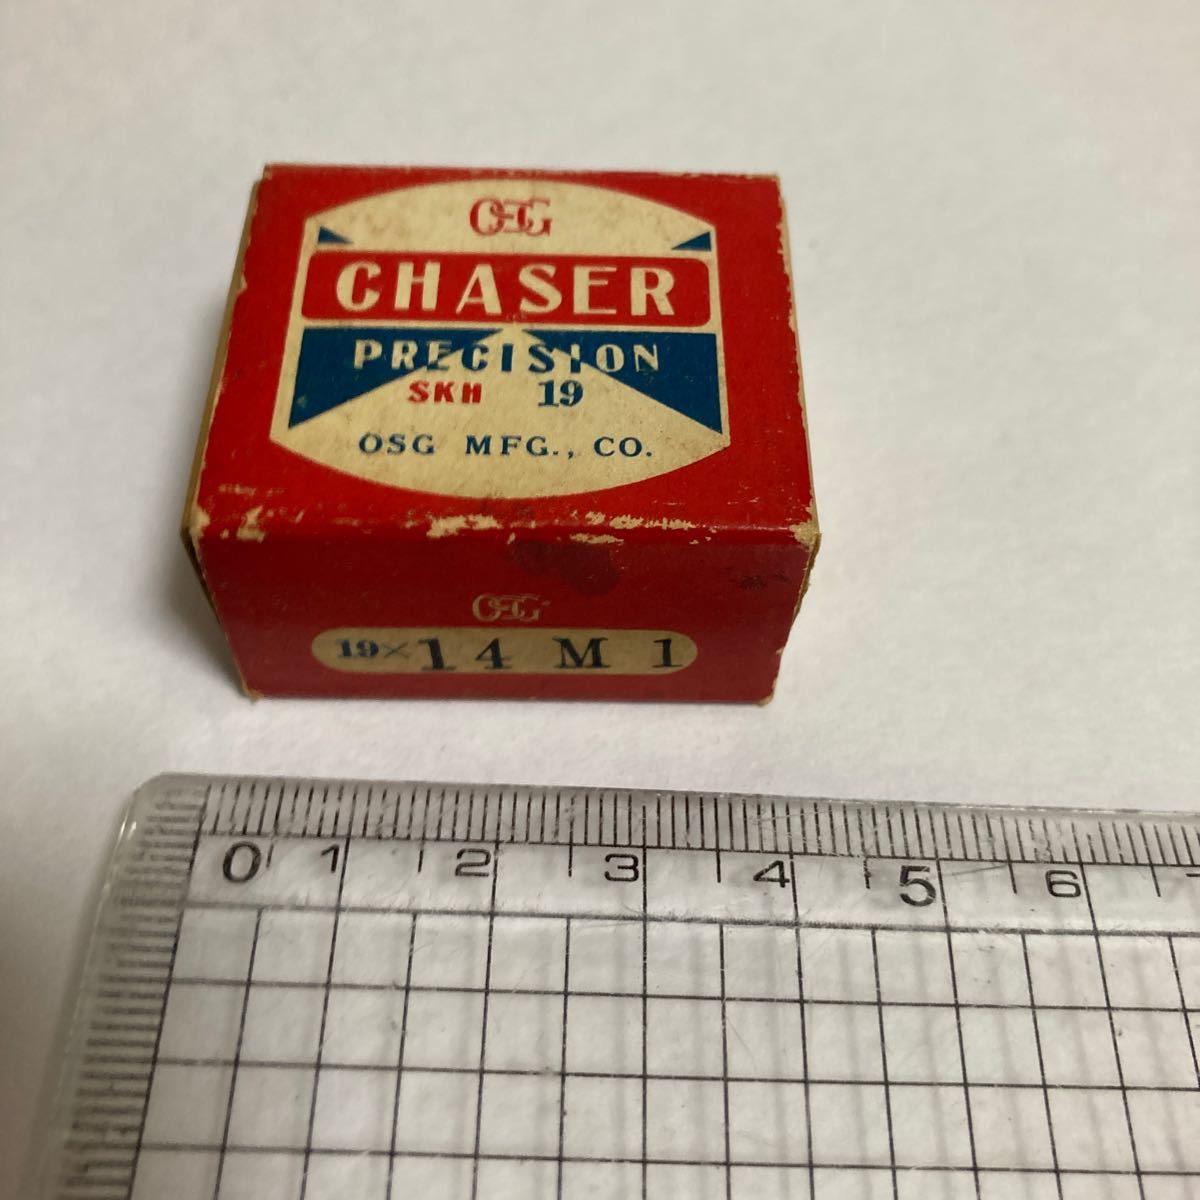 OSG
CHASER
PRECISION
SKH 19
OSG MFG., CO.
OSG
19×14 M 1
0 1 2 3 4 5 6 7